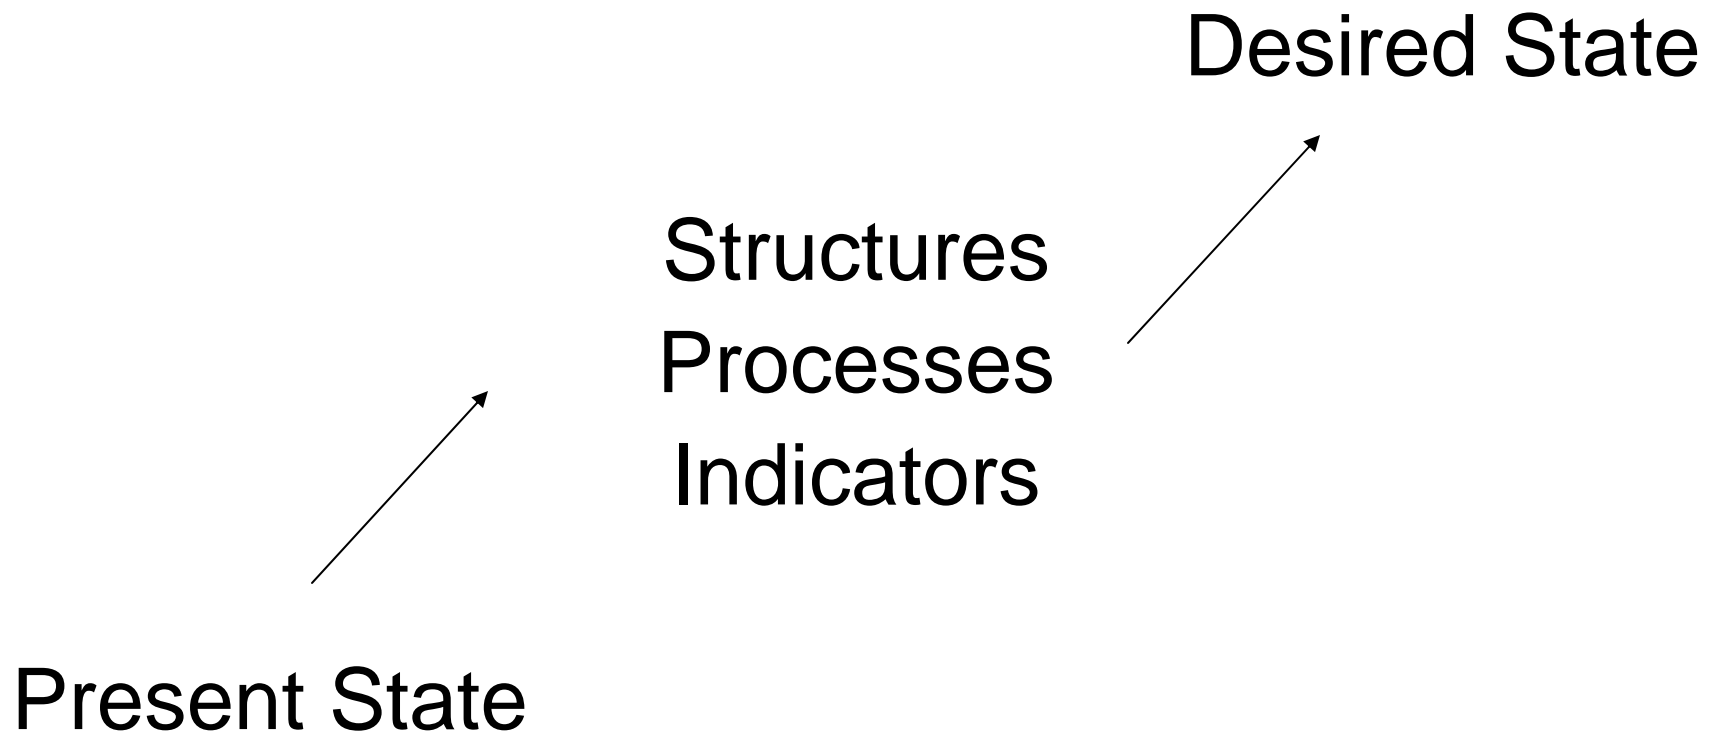 Desired State
Structures
Processes
Indicators
Present State